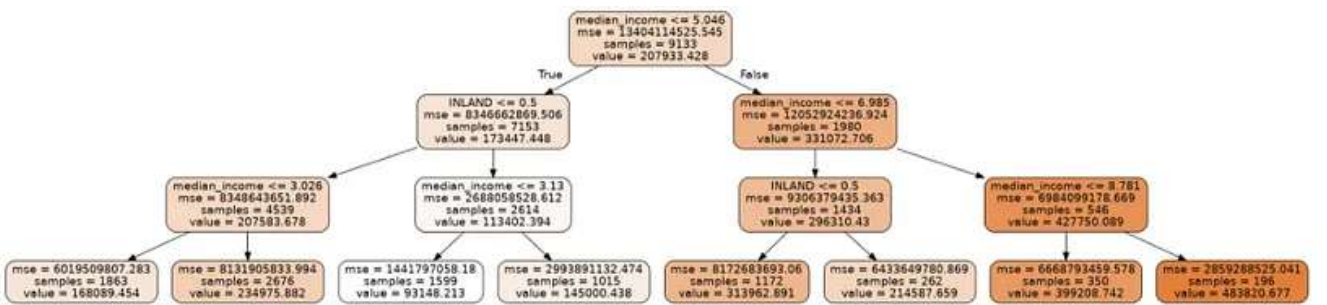 median_income <= 5.046
mse = 13404114525.545
samples = 9133
value = 207933.428
True
False
INLAND <= 0.5
mse = 8346662869.506
samples = 7153
value = 173447.448
median_income <= 6.985
mse = 12052924236.924
samples = 1980
value = 331072.706
median_income <= 3.026
mse = 8348643651.892
samples = 4539
value = 207583.678
median_income <= 3.13
mse = 2688058528.612
samples = 2614
value = 113402.394
INLAND <= 0.5
mse = 9306379435.363
samples = 1434
value = 296310.43
median_income <= 8.781
mse = 6984099178.669
samples = 546
value = 427750.089
mse = 6019509807.283
samples = 1863
value = 168089.454
mse = 8131905833.994
samples = 2676
value = 234975.882
mse = 1441797058.18
samples = 1599
value = 93148.213
mse = 2993891132.474
samples = 1015
value = 145000.438
mse = 8172683693.06
samples = 1172
value = 313962.891
mse = 6433649780.869
samples = 262
value = 214587.659
mse = 6668793459.578
samples = 350
value = 399208.742
mse = 2859288525.041
samples = 196
value = 483820.677